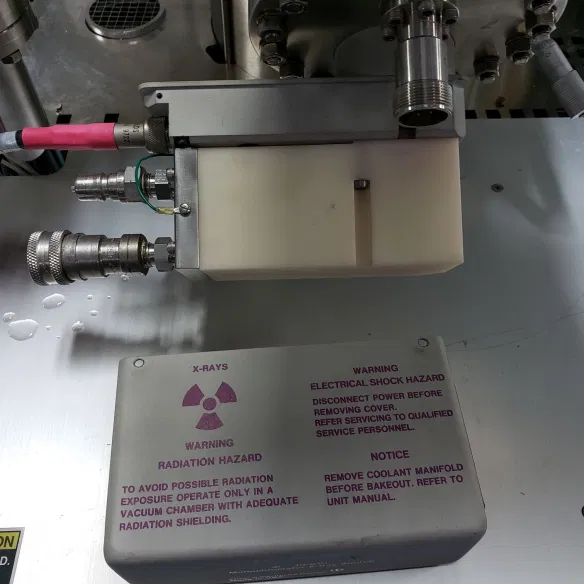 X-RAYS
WARNING
RADIATION HAZARD
TO AVOID POSSIBLE RADIATION
EXPOSURE OPERATE ONLY IN A
VACUUM CHAMBER WITH ADEQUATE
RADIATION SHIELDING.
WARNING
ELECTRICAL SHOCK HAZARD
DISCONNECT POWER BEFORE
REMOVING COVER.
REFER SERVICING TO QUALIFIED
SERVICE PERSONNEL.
NOTICE
REMOVE COOLANT MANIFOLD
BEFORE BAKEOUT. REFER TO
UNIT MANUAL.
ON
D.